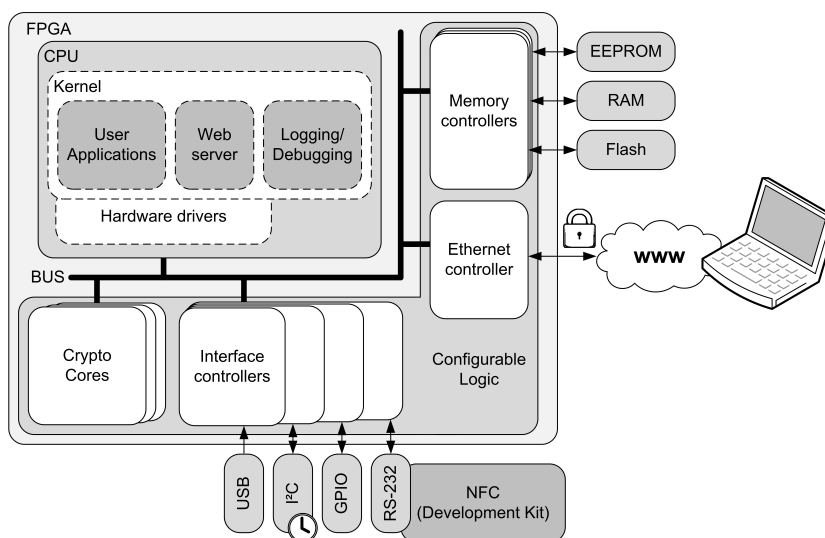 FPGA
CPU
Kernel
User
Applications
Web
server
Logging/
Debugging
Hardware drivers
BUS
Memory
controllers
EEPROM
RAM
Flash
Ethernet
controller
www
Crypto
Cores
Interface
controllers
Configurable
Logic
USB
I²C
GPIO
RS-232
NFC
(Development Kit)